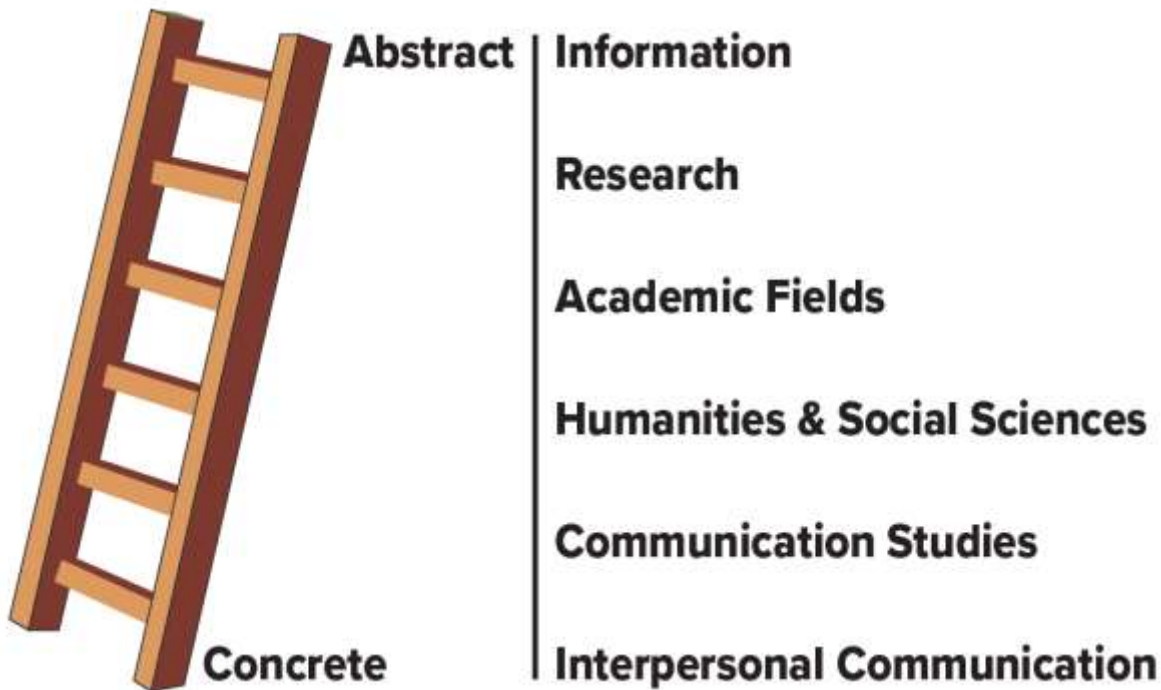 Abstract
Information
Research
Academic Fields
Humanities & Social Sciences
Communication Studies
Concrete
Interpersonal Communication